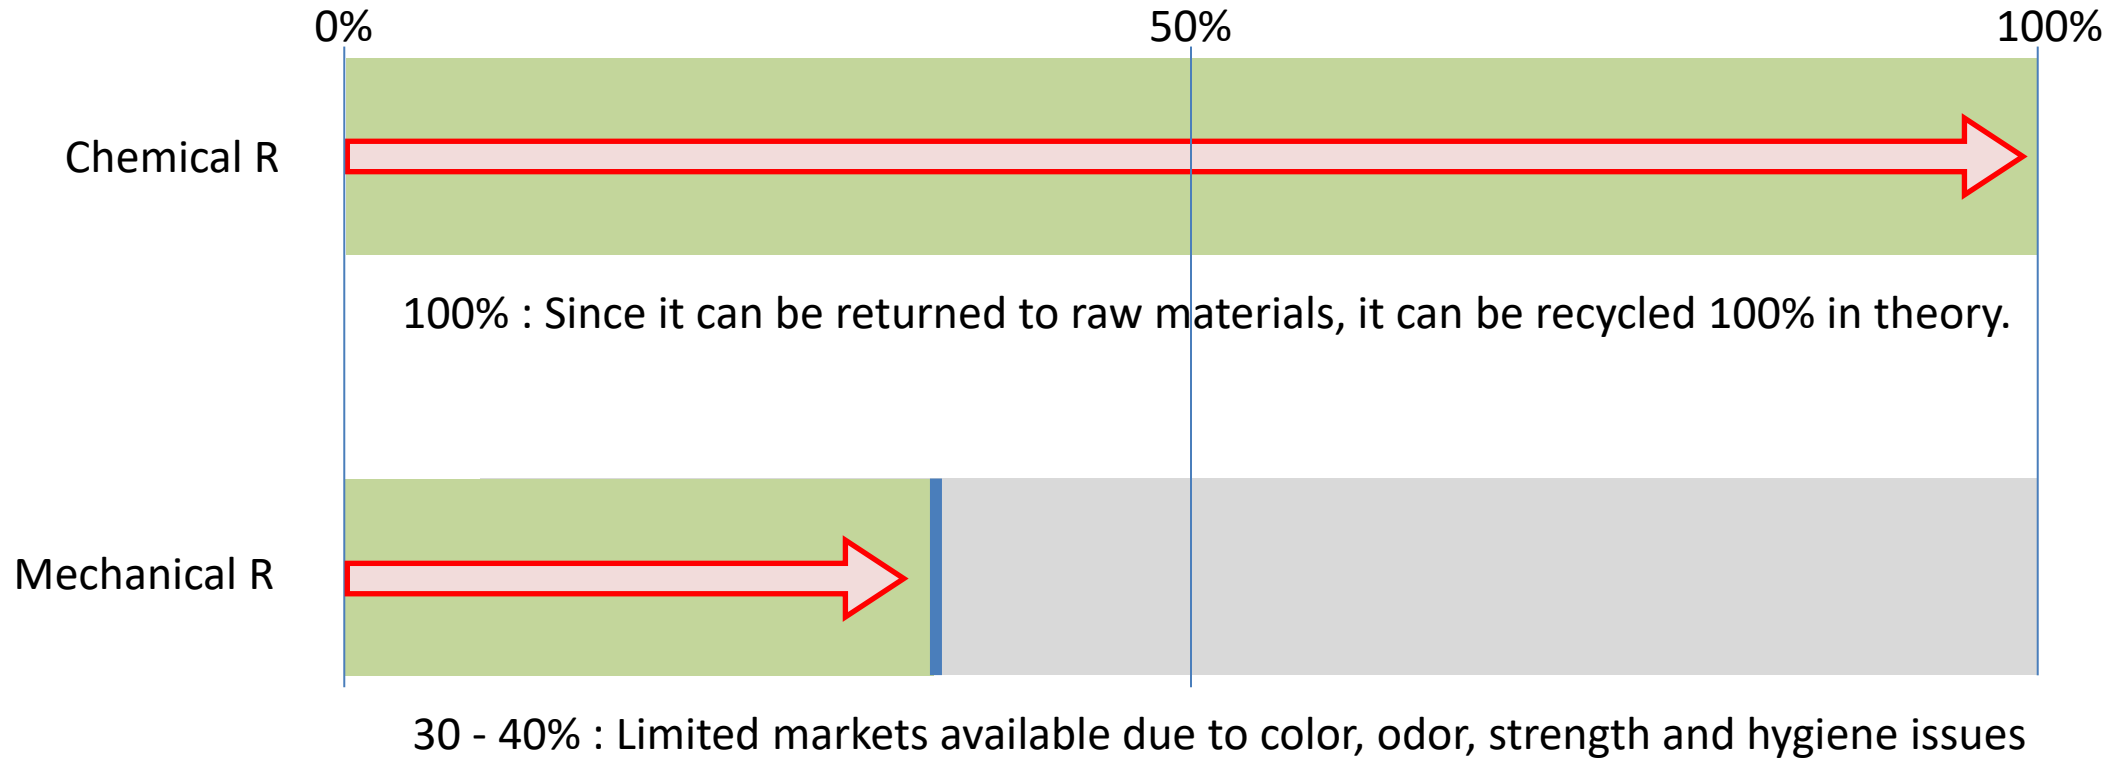 0% 50% 100%
Chemical R
100% : Since it can be returned to raw materials, it can be recycled 100% in theory.
Mechanical R
30 - 40% : Limited markets available due to color, odor, strength and hygiene issues